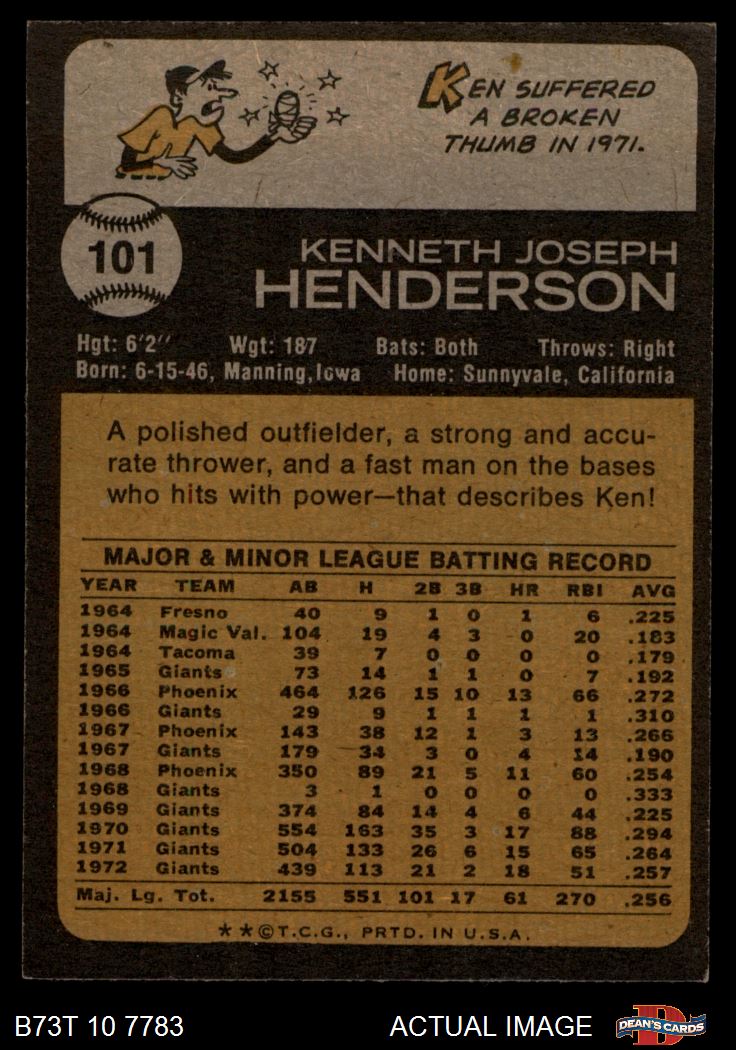 KEN SUFFERED
A BROKEN
THUMB IN 1971.
101
KENNETH JOSEPH
HENDERSON
Hgt: 6'2" Wgt: 187 Bats: Both Throws: Right
Born: 6-15-46, Manning, Iowa Home: Sunnyvale, California
A polished outfielder, a strong and accu-
rate thrower, and a fast man on the bases
who hits with power—that describes Ken!
MAJOR & MINOR LEAGUE BATTING RECORD
YEAR TEAM AB H 2B 3B HR RBI AVG
1964 Fresno 40 9 1 0 1 6 .225
1964 Magic Val. 104 19 4 3 0 20 .183
1964 Tacoma 39 7 0 0 0 0 .179
1965 Giants 73 14 1 1 0 7 .192
1966 Phoenix 464 126 15 10 13 66 .272
1966 Giants 29 9 1 1 1 1 .310
1967 Phoenix 143 38 12 1 3 13 .266
1967 Giants 179 34 3 0 4 14 .190
1968 Phoenix 350 89 21 5 11 60 .254
1968 Giants 3 1 0 0 0 0 .333
1969 Giants 374 84 14 4 6 44 .225
1970 Giants 554 163 35 3 17 88 .294
1971 Giants 504 133 26 6 15 65 .264
1972 Giants 439 113 21 2 18 51 .257
Maj. Lg. Tot. 2155 551 101 17 61 270 .256
**©T.C.G., PRTD. IN U.S.A.
B73T 10 7783 ACTUAL IMAGE D DEAN'S CARDS